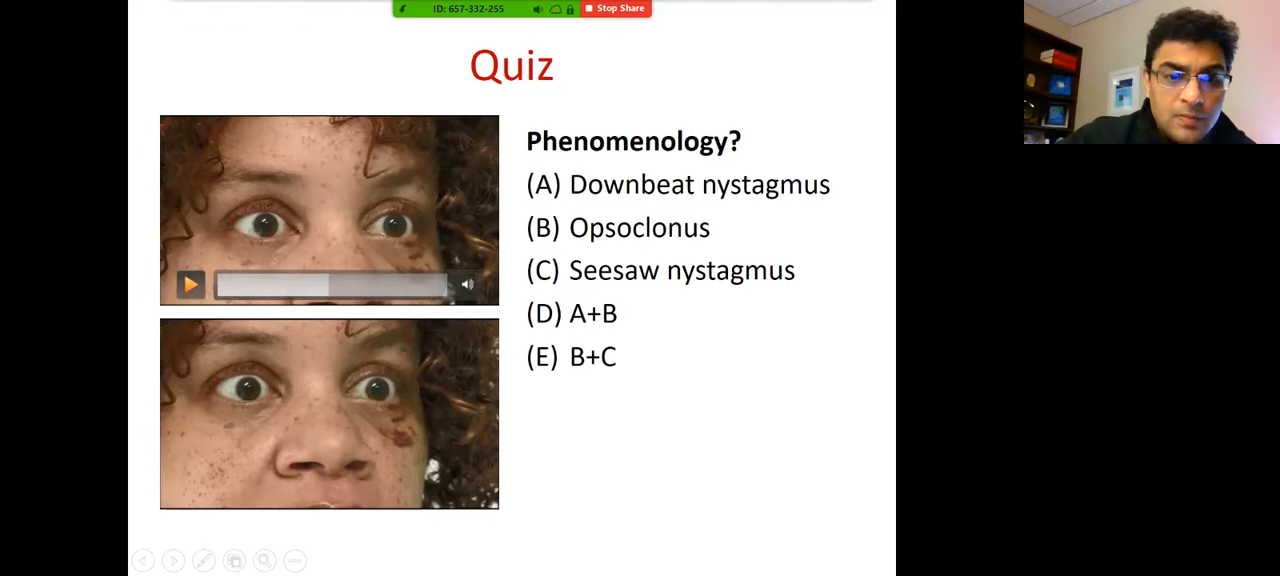 ID: 657-332-255
Stop Share
Quiz
Phenomenology?
(A) Downbeat nystagmus
(B) Opsoclonus
(C) Seesaw nystagmus
(D) A+B
(E) B+C